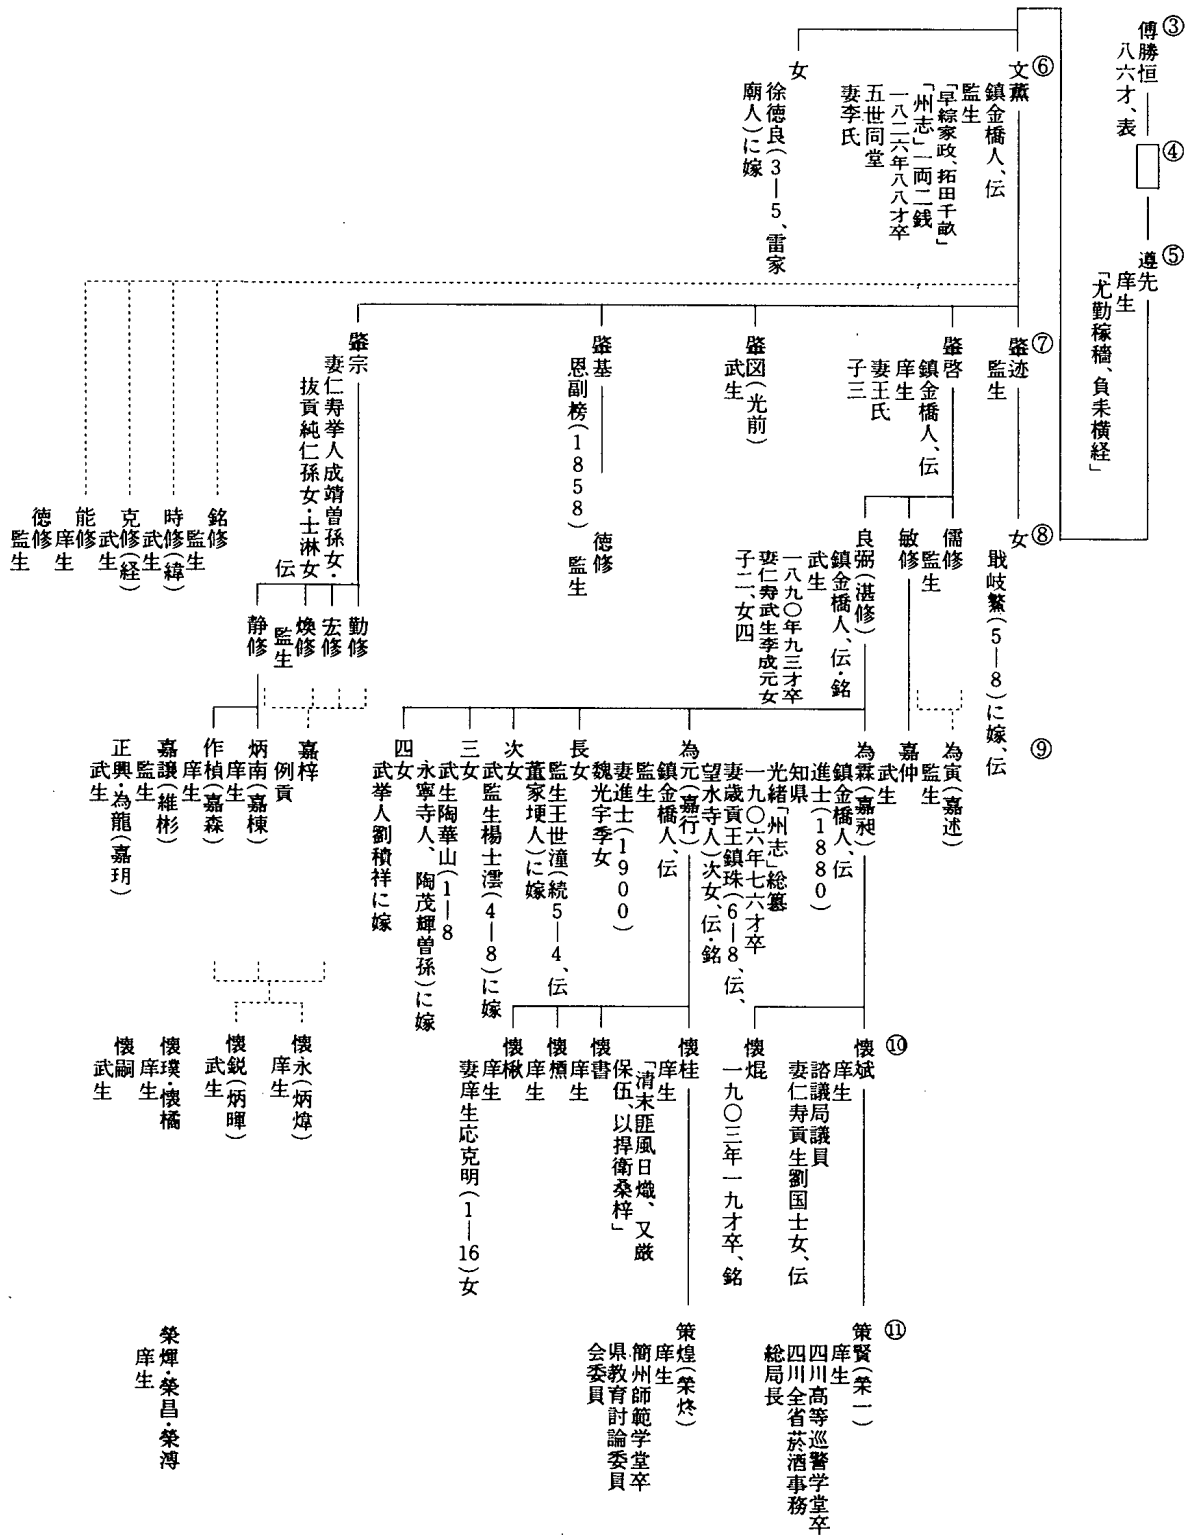 ③
傅勝恒
八六才、表
④
⑤
遵先
庠生
「尤勤稼穡、負耒横経」
⑥
文薫
鎮金橋人、伝
監生
「早綜家政、拓田千畝」
「州志」一両二銭
一八二六年八八才卒
五世同堂
妻李氏
女
徐徳良(3―5、雷家
廟人)に嫁
⑦
肇迹
監生
肇啓
鎮金橋人、伝
庠生
妻王氏
子三
肇図(光前)
武生
肇基
恩副榜(1858)
肇宗
妻仁寿挙人成靖曽孫女・
抜貢純仁孫女・士淋女
伝
⑧
女
戢岐鰲(5―8)に嫁、伝
儒修
監生
敏修
良弼(湛修)
鎮金橋人、伝・銘
武生
一八九〇年九三才卒
妻仁寿武生李成元女
子二、女四
徳修
監生
勤修
宏修
煥修
監生
静修
銘修
監生
時修(緯)
武生
克修(経)
武生
能修
庠生
徳修
監生
⑨
為寅(嘉述)
監生
嘉仲
武生
為霖(嘉昶)
鎮金橋人、伝
進士(1880)
知県
光緒「州志」総纂
一九〇六年七六才卒
妻歳貢王鎮珠(6―8、伝、
望水寺人)次女、伝・銘
為元(嘉行)
鎮金橋人、伝
監生
妻進士(1900)
魏光宇季女
長女
監生王世潼(続5―4、伝
董家埂人)に嫁
次女
武監生楊士澐(4―8)に嫁
三女
武生陶華山(1―8
永寧寺人、陶茂輝曽孫)に嫁
四女
武挙人劉積祥に嫁
嘉梓
例貢
炳南(嘉棟)
庠生
作楨(嘉森)
庠生
嘉譲(維彬)
監生
正興・為龍(嘉玥)
武生
⑩
懐斌
庠生
諮議局議員
妻仁寿貢生劉国士女、伝
懐焜
一九〇三年一九才卒、銘
懐桂
庠生
「清末匪風日熾、又厳
保伍、以捍衛桑梓」
懐書
庠生
懐槓
庠生
懐楸
庠生
妻庠生応克明(1―16)女
懐永(炳煒)
庠生
懐鋭(炳暉)
武生
懐璞・懐橘
庠生
懐嗣
武生
⑪
策賢(栄一)
庠生
四川高等巡警学堂卒
四川全省菸酒事務
総局長
策煌(栄炵)
庠生
簡州師範学堂卒
県教育討論委員
会委員
榮煇・榮昌・榮溥
庠生